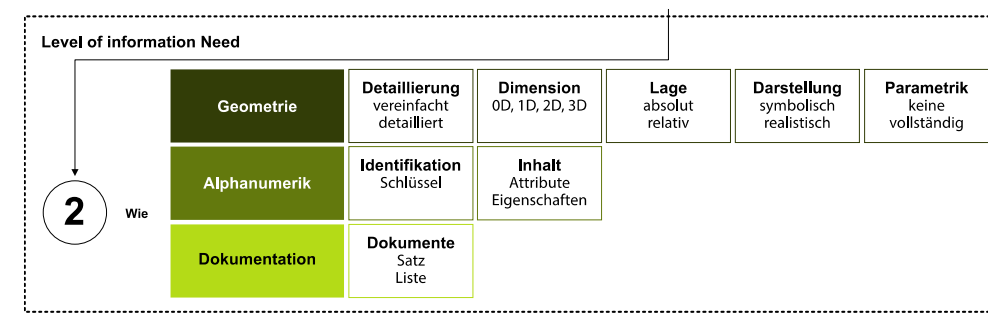 Level of information Need
Geometrie
Detaillierung
vereinfacht
detailliert
Dimension
0D, 1D, 2D, 3D
Lage
absolut
relativ
Darstellung
symbolisch
realistisch
Parametrik
keine
vollständig
2
Wie
Alphanumerik
Identifikation
Schlüssel
Inhalt
Attribute
Eigenschaften
Dokumentation
Dokumente
Satz
Liste